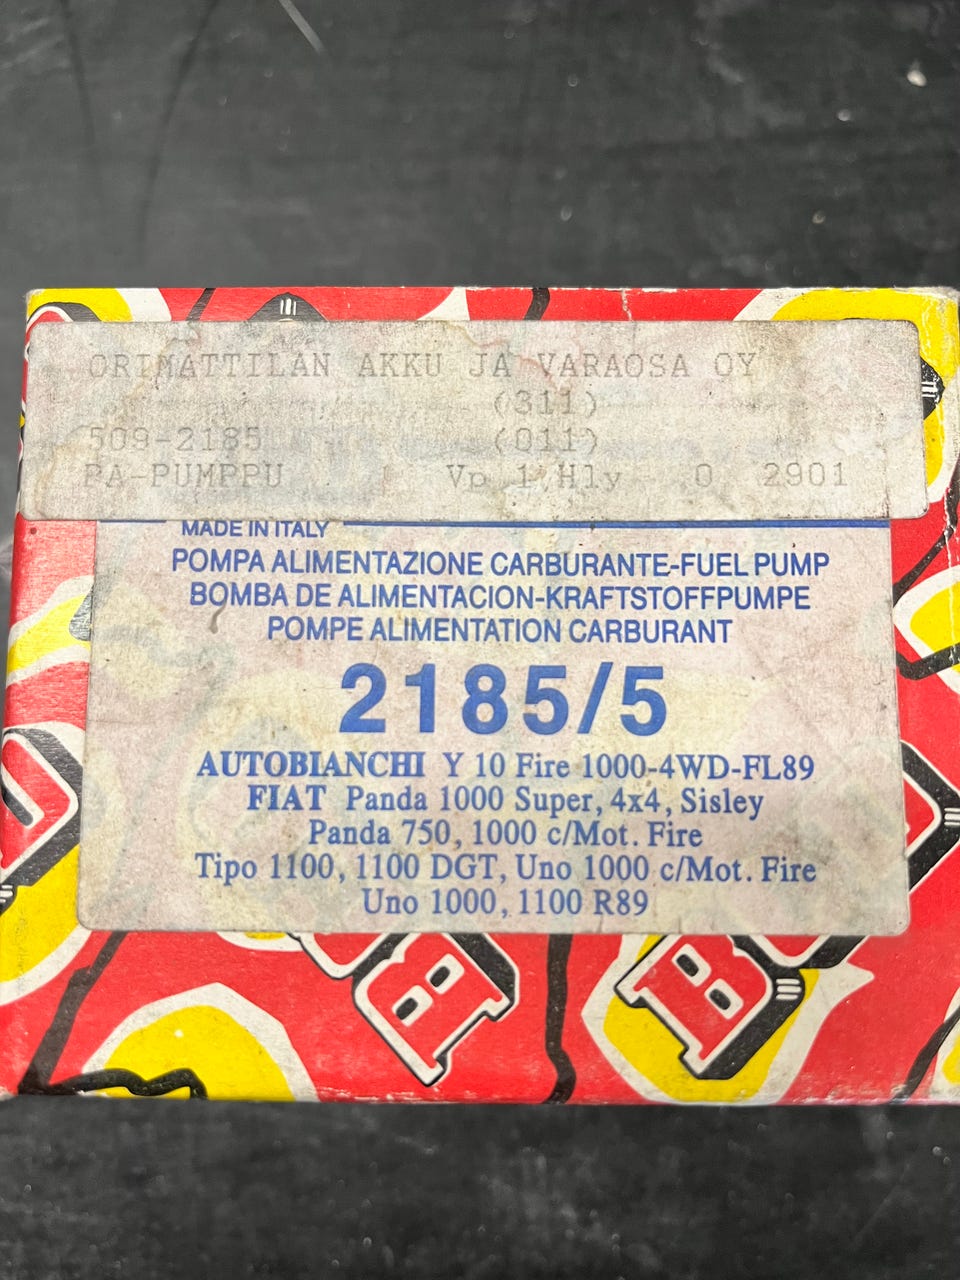 ORIMATTILAN AKKU JA VARAOSA OY
(311)
509-2185 (011)
PA-PUMPPU Vp 1/Hly 0 2901
MADE IN ITALY
POMPA ALIMENTAZIONE CARBURANTE-FUEL PUMP
BOMBA DE ALIMENTACION-KRAFTSTOFFPUMPE
POMPE ALIMENTATION CARBURANT
2185/5
AUTOBIANCHI Y 10 Fire 1000-4WD-FL89
FIAT Panda 1000 Super, 4x4, Sisley
Panda 750, 1000 c/Mot. Fire
Tipo 1100, 1100 DGT, Uno 1000 c/Mot. Fire
Uno 1000, 1100 R89
B
B